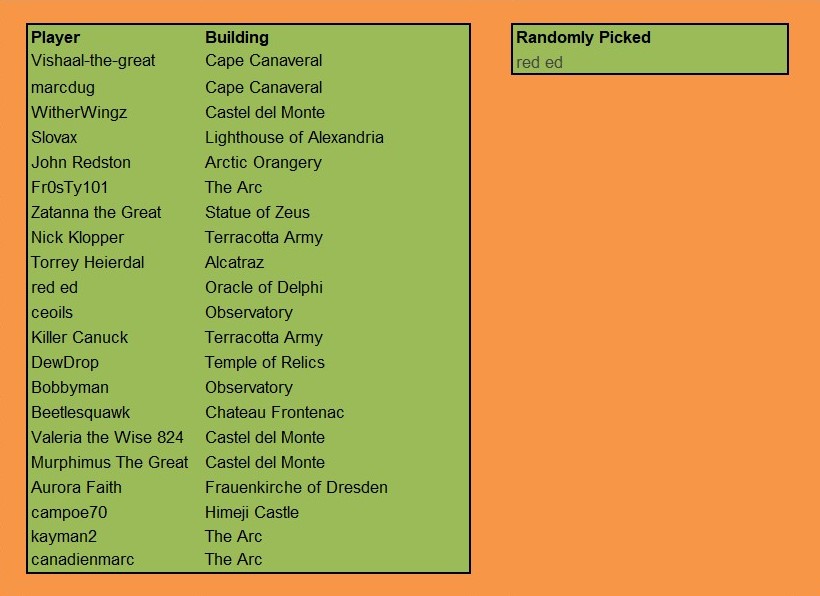 Player Building
Vishaal-the-great Cape Canaveral
marcdug Cape Canaveral
WitherWingz Castel del Monte
Slovax Lighthouse of Alexandria
John Redston Arctic Orangery
Fr0sTy101 The Arc
Zatanna the Great Statue of Zeus
Nick Klopper Terracotta Army
Torrey Heierdal Alcatraz
red ed Oracle of Delphi
ceoils Observatory
Killer Canuck Terracotta Army
DewDrop Temple of Relics
Bobbyman Observatory
Beetlesquawk Chateau Frontenac
Valeria the Wise 824 Castel del Monte
Murphimus The Great Castel del Monte
Aurora Faith Frauenkirche of Dresden
campoe70 Himeji Castle
kayman2 The Arc
canadienmarc The Arc
Randomly Picked
red ed